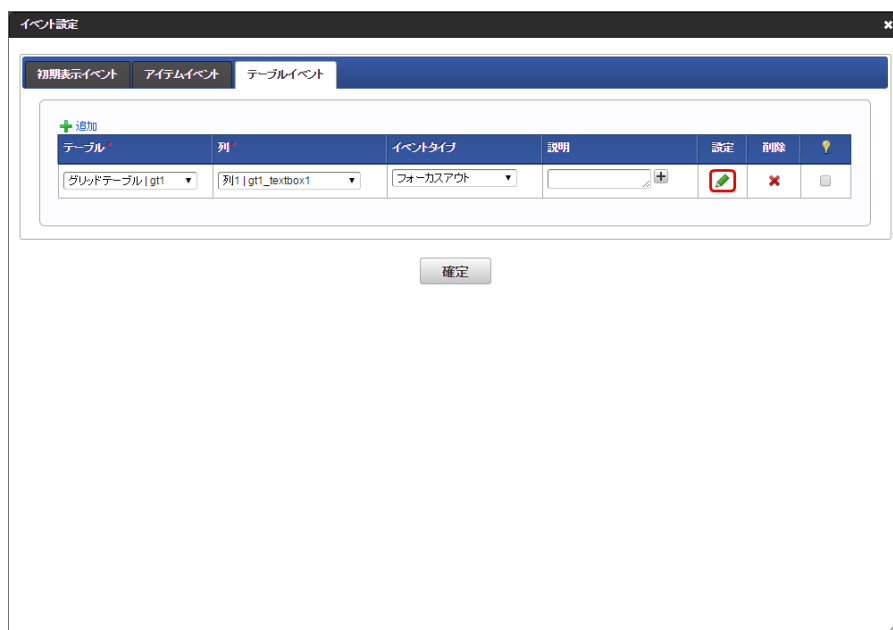 イベント設定
初期表示イベント アイテムイベント テーブルイベント
追加
テーブル* 列* イベントタイプ 説明 設定 削除
グリッドテーブル | gt1 列1 | gt1_textbox1 フォーカスアウト
確定